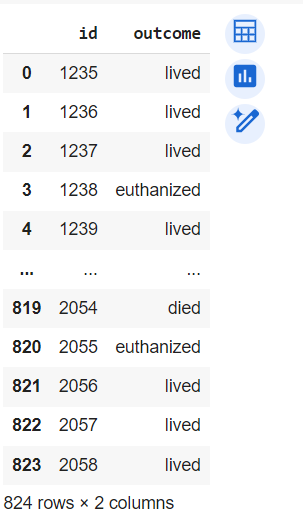 id outcome
0 1235 lived
1 1236 lived
2 1237 lived
3 1238 euthanized
4 1239 lived
... ... ...
819 2054 died
820 2055 euthanized
821 2056 lived
822 2057 lived
823 2058 lived
824 rows × 2 columns